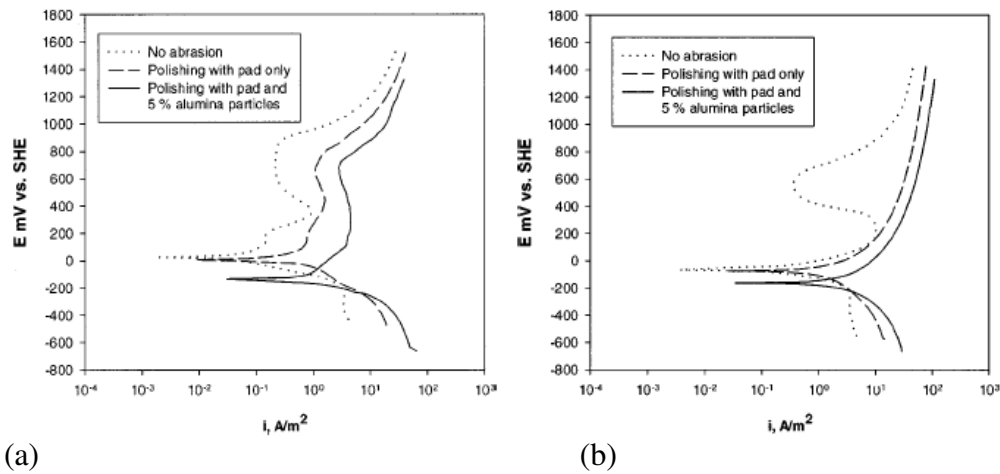 1800
1600
1400
1200
1000
800
600
400
200
0
-200
-400
-600
-800
E mV vs. SHE
No abrasion
Polishing with pad only
Polishing with pad and
5 % alumina particles
10⁻⁴ 10⁻³ 10⁻² 10⁻¹ 10⁰ 10¹ 10² 10³
i, A/m²
(a)
1800
1600
1400
1200
1000
800
600
400
200
0
-200
-400
-600
-800
E mV vs. SHE
No abrasion
Polishing with pad only
Polishing with pad and
5 % alumina particles
10⁻⁴ 10⁻³ 10⁻² 10⁻¹ 10⁰ 10¹ 10² 10³
i, A/m²
(b)